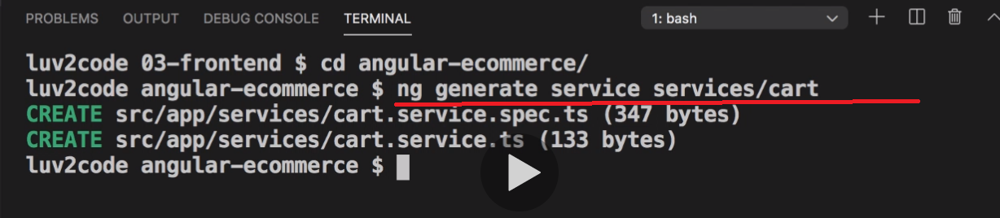 PROBLEMS OUTPUT DEBUG CONSOLE TERMINAL 1: bash
luv2code 03-frontend $ cd angular-ecommerce/
luv2code angular-ecommerce $ ng generate service services/cart
CREATE src/app/services/cart.service.spec.ts (347 bytes)
CREATE src/app/services/cart.service.ts (133 bytes)
luv2code angular-ecommerce $